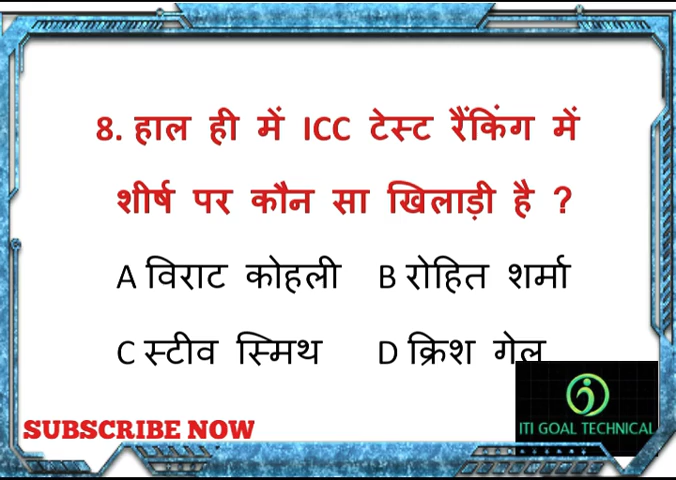 8. हाल ही में ICC टेस्ट रैंकिंग में
शीर्ष पर कौन सा खिलाड़ी है ?
A विराट कोहली B रोहित शर्मा
C स्टीव स्मिथ D क्रिश गेल
ITI GOAL TECHNICAL
SUBSCRIBE NOW